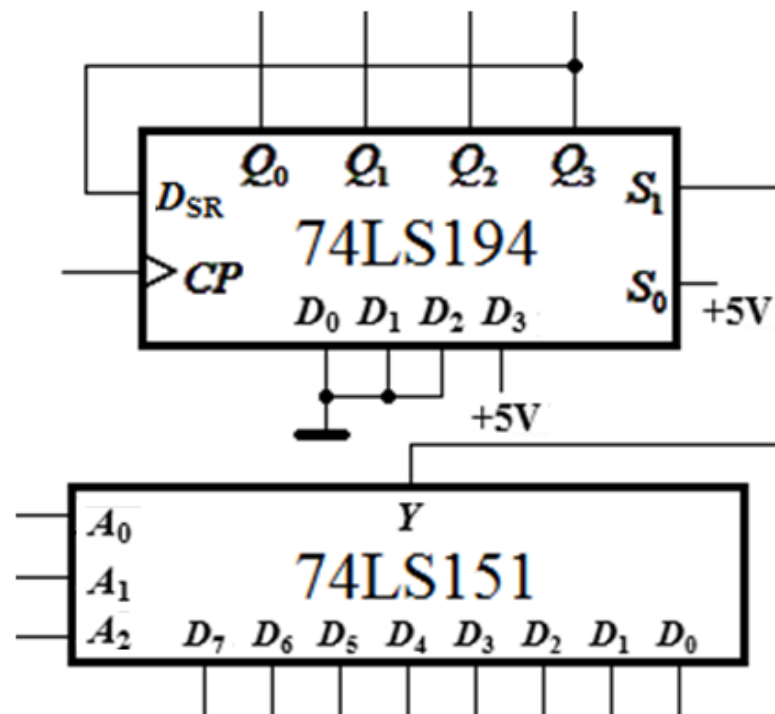 Q₀ Q₁ Q₂ Q₃
S₁
D_SR
74LS194
CP
S₀
+5V
D₀ D₁ D₂ D₃
+5V
Y
A₀
74LS151
A₁
A₂
D₇ D₆ D₅ D₄ D₃ D₂ D₁ D₀